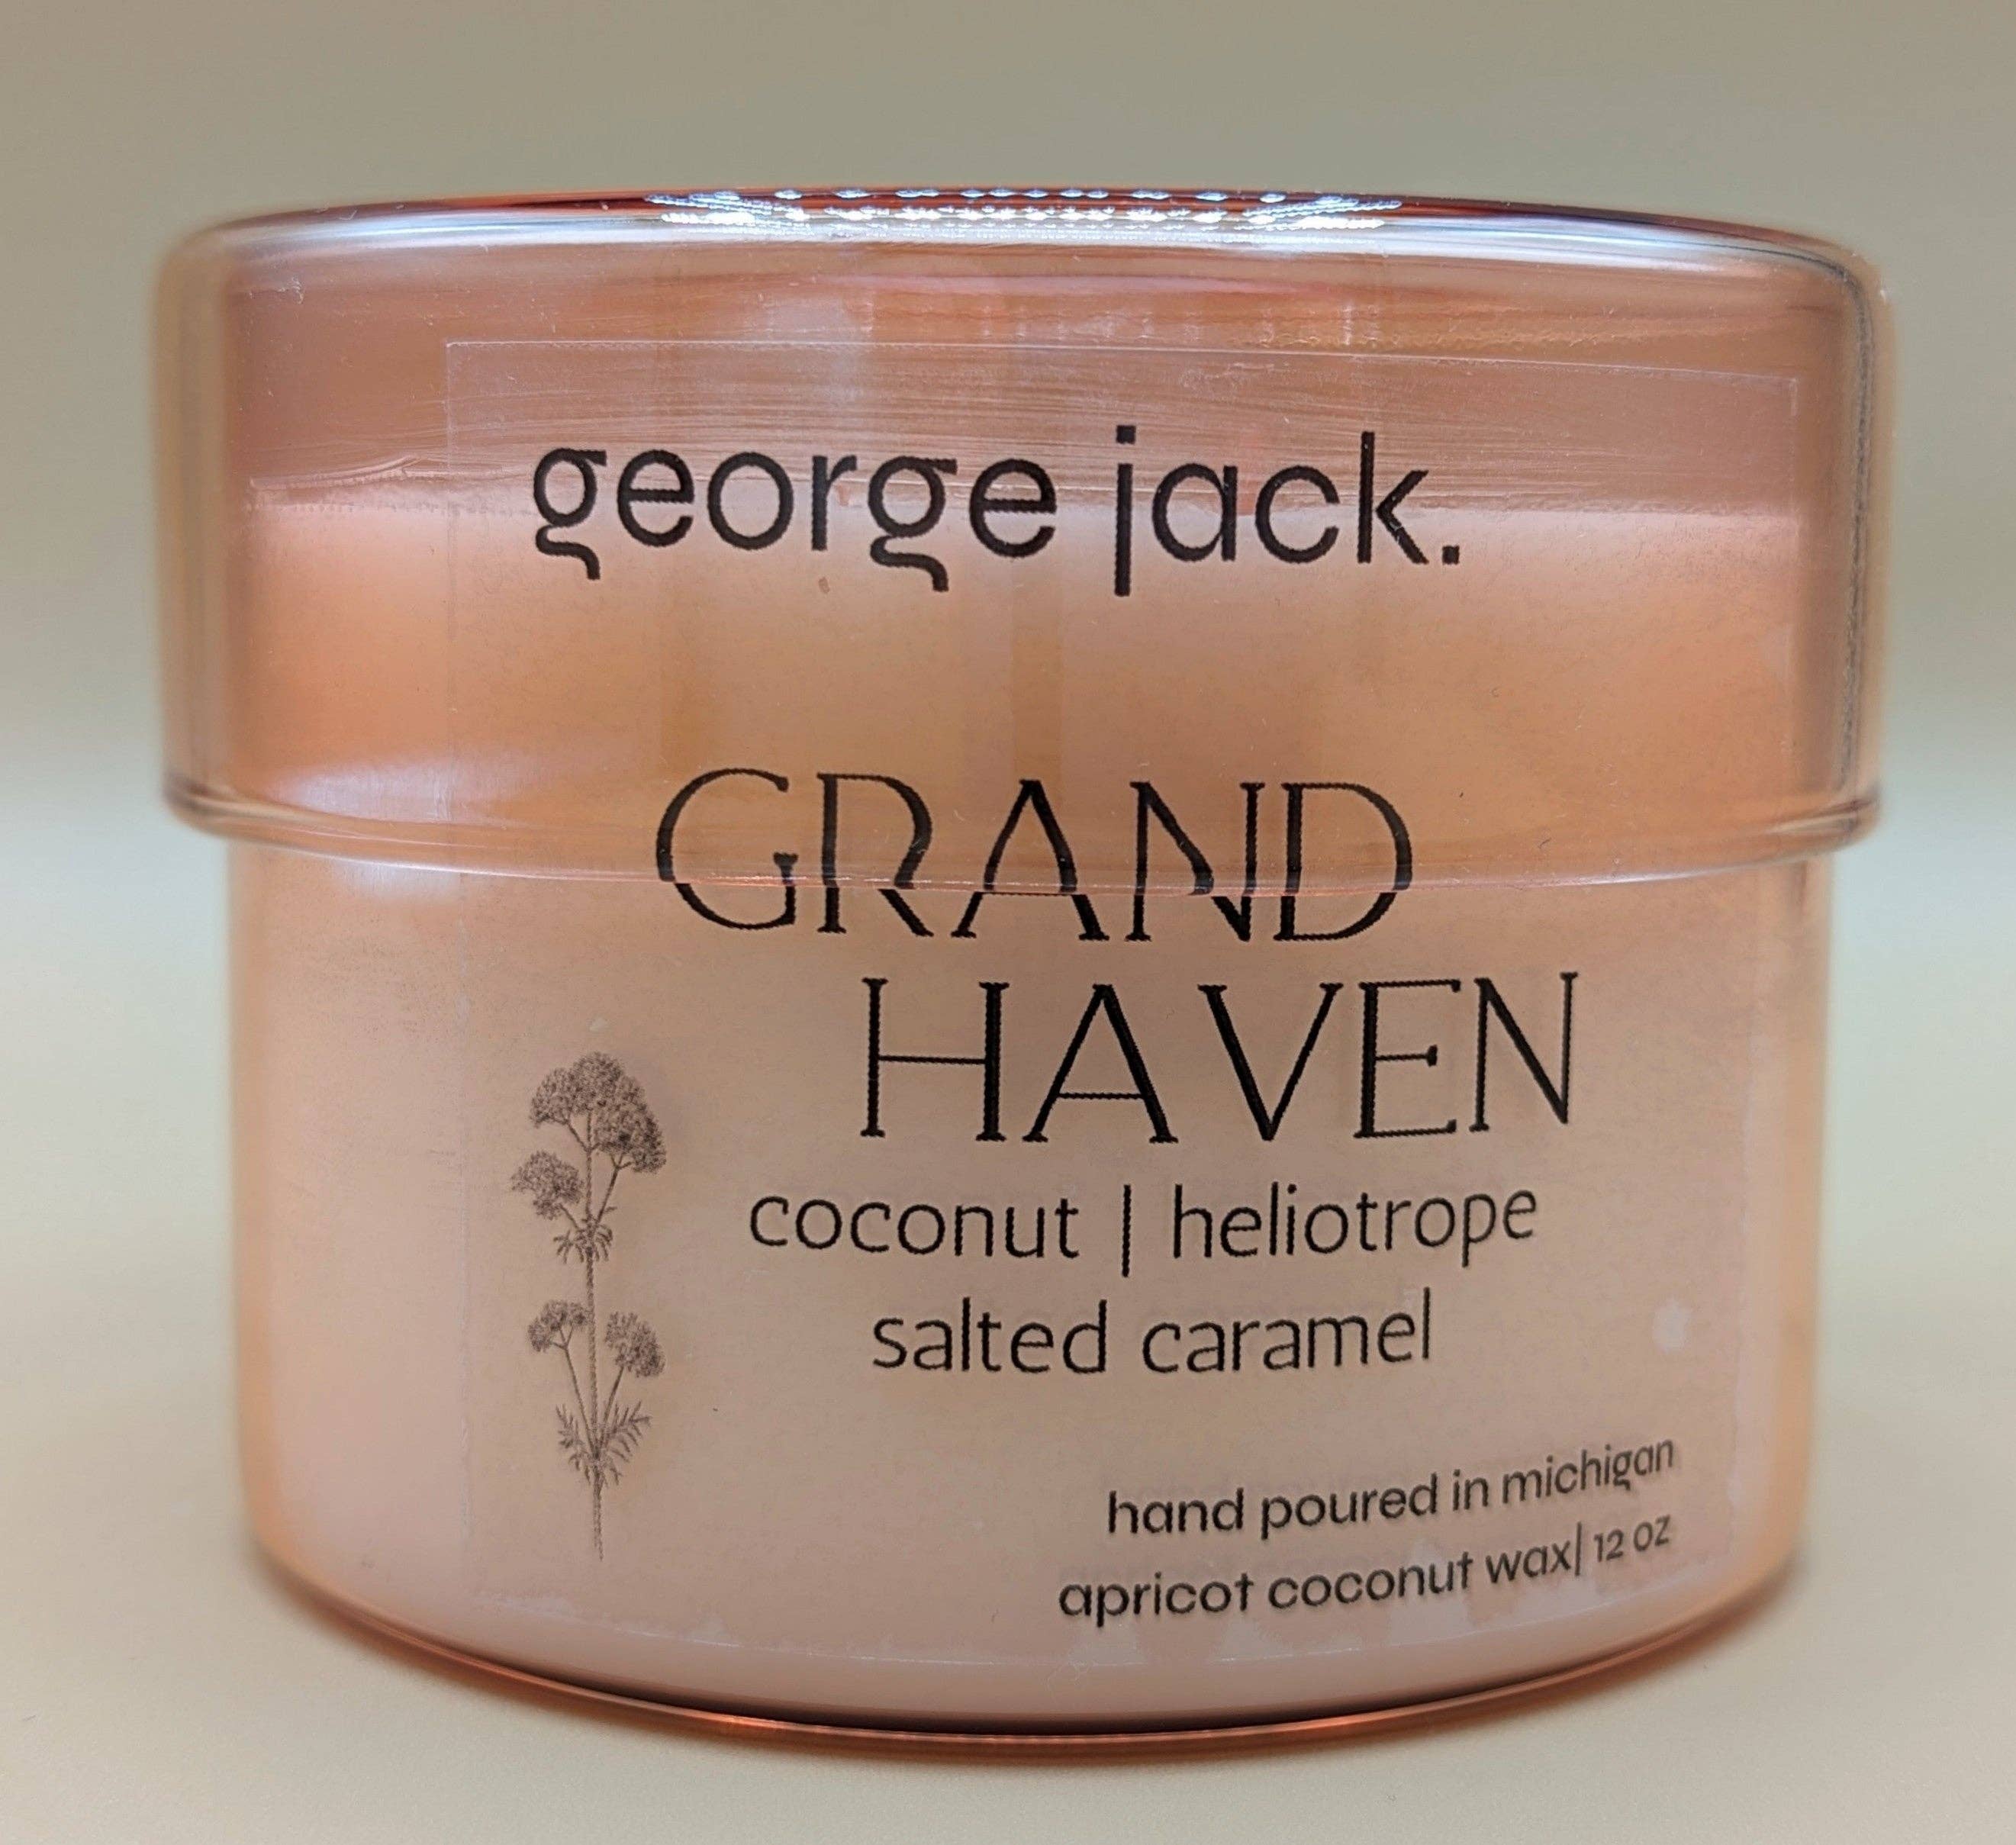 george jack.
GRAND
HAVEN
coconut | heliotrope
salted caramel
hand poured in michigan
apricot coconut wax| 12 oz